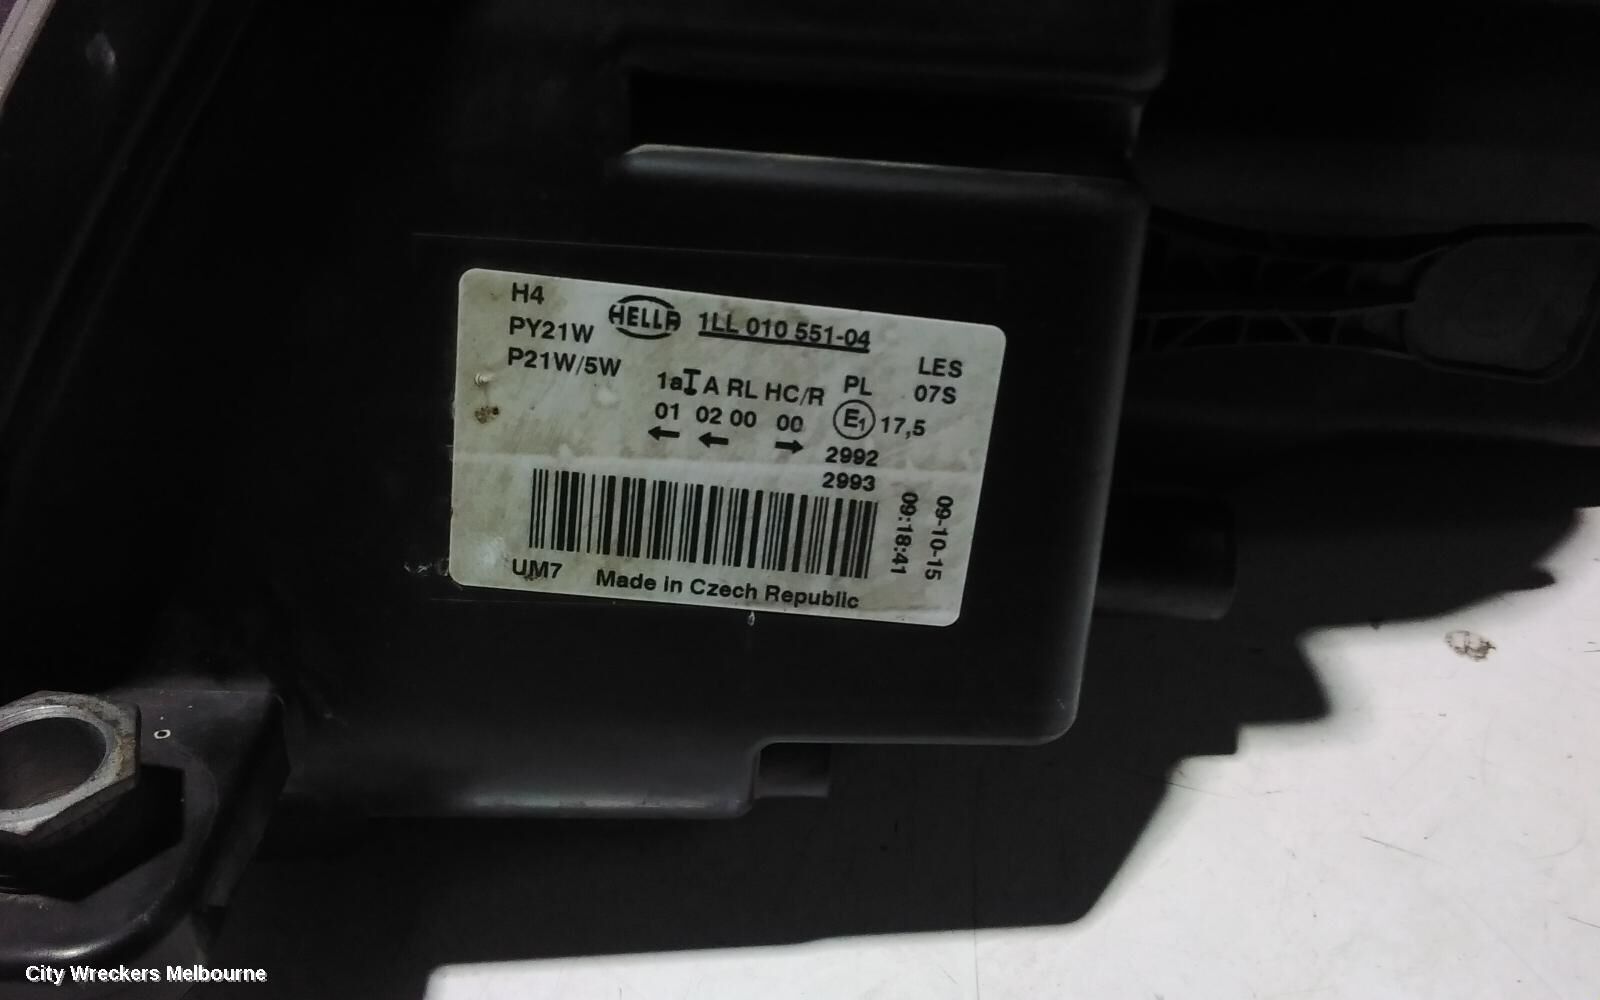 H4
PY21W
P21W/5W
HELLA
1LL 010 551-04
LES
07S
1a A RL HC/R PL
01 02 00 00 E1 17,5
← ← →
2992
2993
09:18:41
09-10-15
UM7 Made in Czech Republic
City Wreckers Melbourne